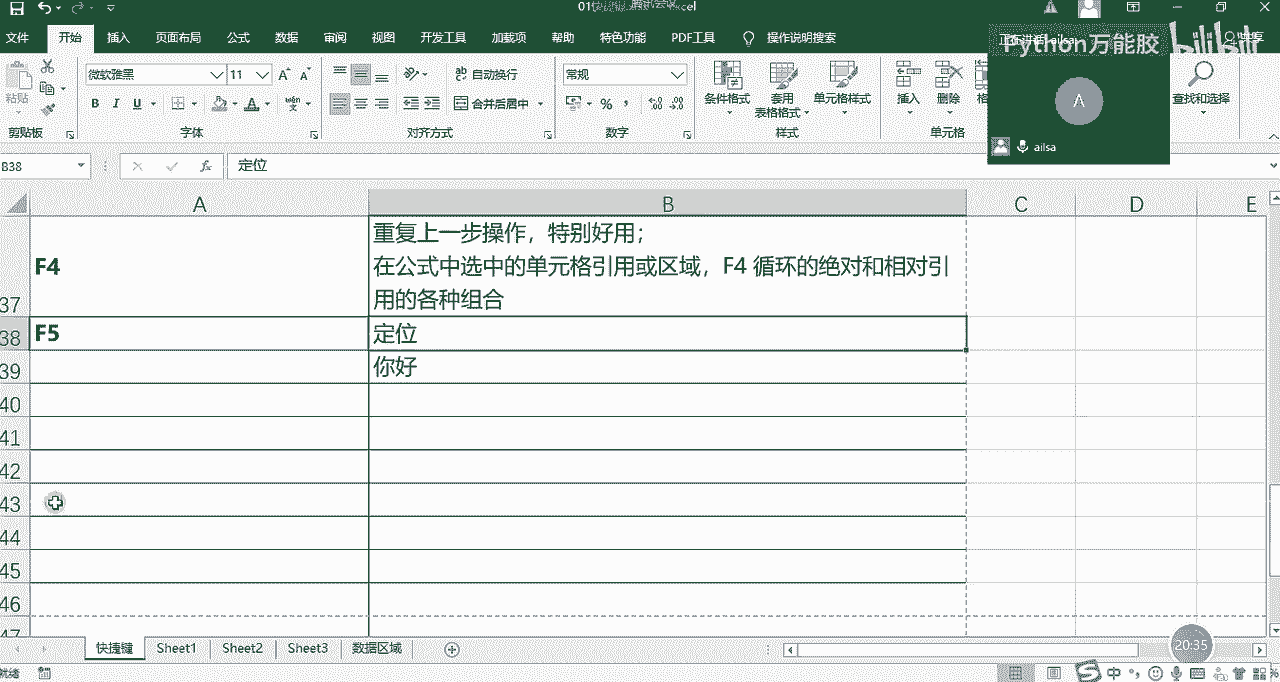 文件 开始 插入 页面布局 公式 数据 审阅 视图 开发工具 加载项 帮助 特色功能 PDF工具 操作说明搜索
Python万能胶 bilibili
粘贴 微软雅黑 11 A A 自动换行 常规 条件格式 套用 单元格样式 插入 删除 查找和选择
B I U A 合并后居中 % 表格格式
剪贴板 字体 对齐方式 数字 样式 单元格
A
ailsa
B38 fx 定位
A B C D E
重复上一步操作，特别好用；
F4 在公式中选中的单元格引用或区域，F4 循环的绝对和相对引
37 用的各种组合
38 F5 定位
39 你好
40
41
42
43
44
45
46
47
快捷键 Sheet1 Sheet2 Sheet3 数据区域
20:35
就绪 中